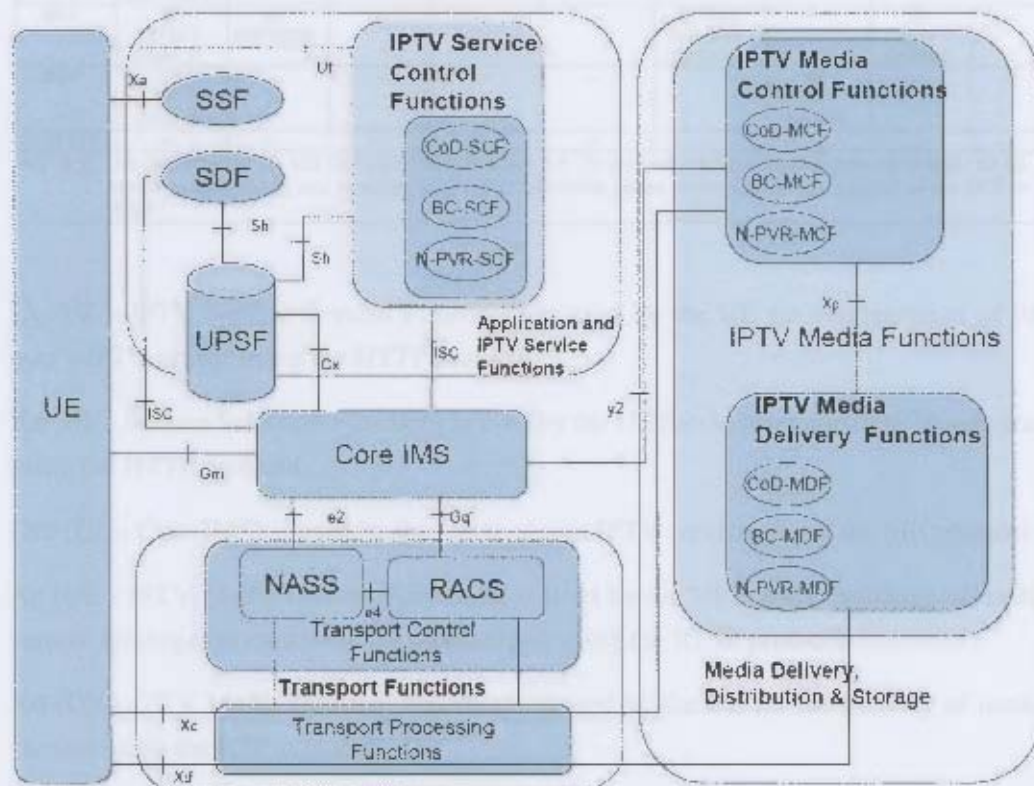 UE
Xa
SSF
SDF
Sh
Sh
UPSF
Cx
ISC
ISC
Ut
IPTV Service
Control
Functions
CoD-SCF
BC-SCF
N-PVR-SCF
Application and
IPTV Service
Functions
Core IMS
Gm
e2
Gq'
y2
NASS
e4
RACS
Transport Control
Functions
Transport Functions
Transport Processing
Functions
Xc
Xd
IPTV Media
Control Functions
CoD-MCF
BC-MCF
N-PVR-MCF
Xp
IPTV Media Functions
IPTV Media
Delivery Functions
CoD-MDF
BC-MDF
N-PVR-MDF
Media Delivery,
Distribution & Storage